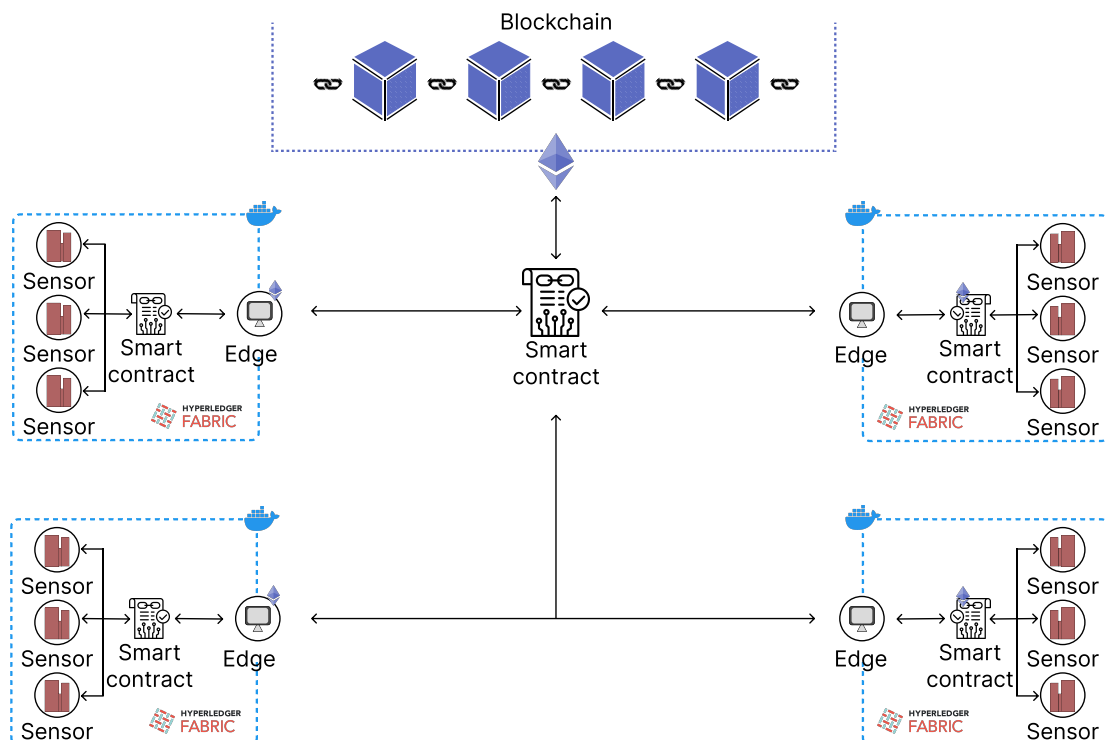 Blockchain
Sensor
Sensor
Sensor
Smart
contract
Edge
HYPERLEDGER
FABRIC
Smart
contract
Edge
Smart
contract
Sensor
Sensor
Sensor
HYPERLEDGER
FABRIC
Sensor
Sensor
Sensor
Smart
contract
Edge
HYPERLEDGER
FABRIC
Edge
Smart
contract
Sensor
Sensor
Sensor
HYPERLEDGER
FABRIC